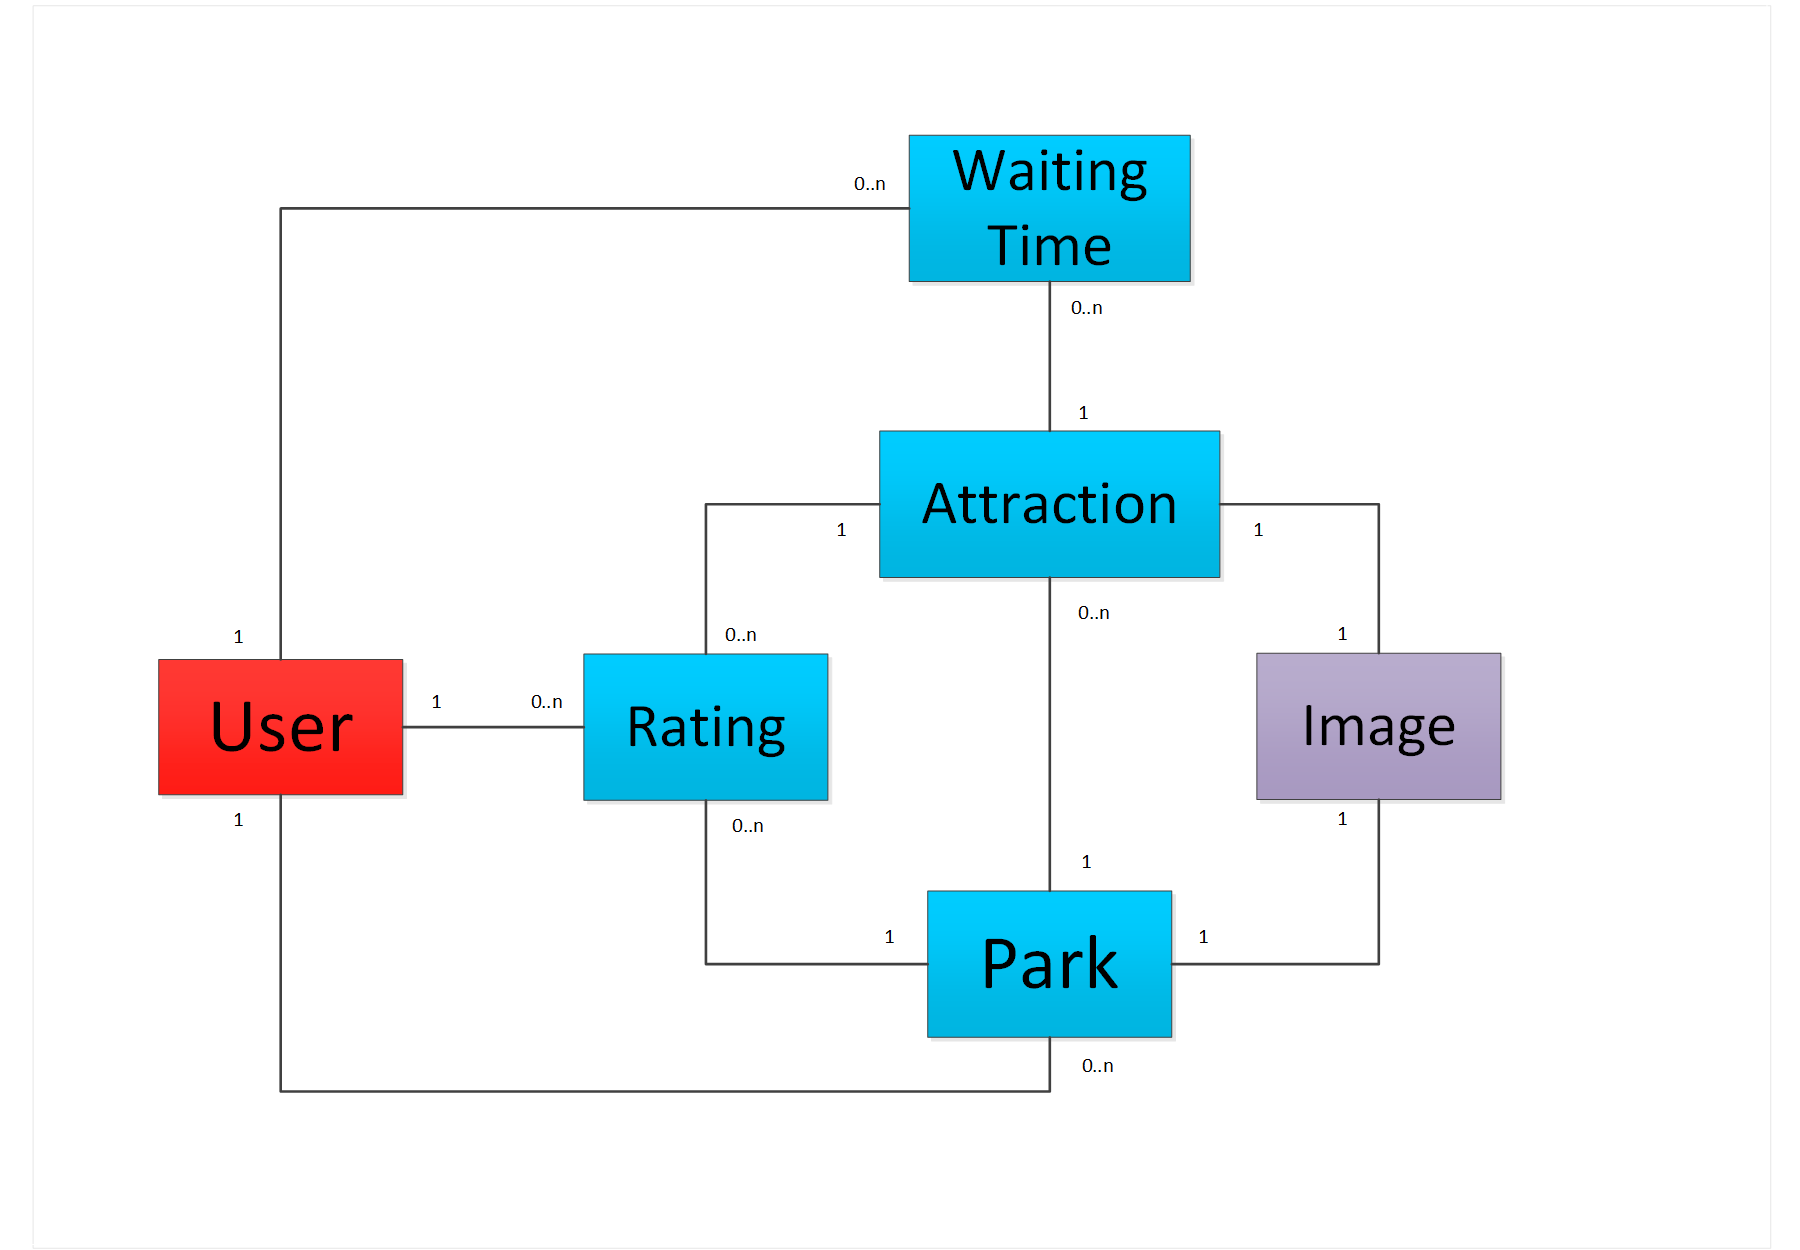 Waiting
Time
0..n
0..n
1
Attraction
1
1
0..n
0..n
1
1
User
1
0..n
Rating
Image
1
0..n
1
1
Park
1
1
0..n